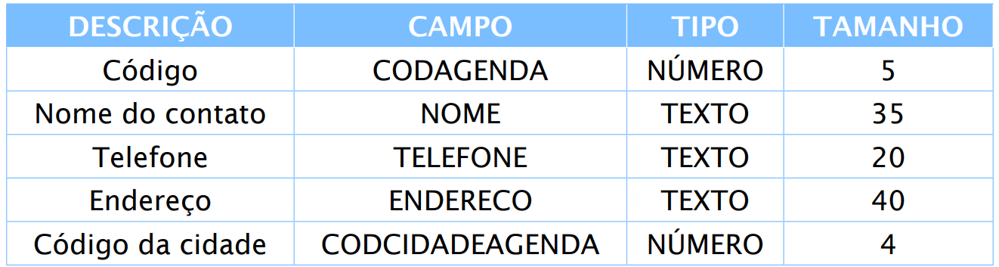 DESCRIÇÃO CAMPO TIPO TAMANHO
Código CODAGENDA NÚMERO 5
Nome do contato NOME TEXTO 35
Telefone TELEFONE TEXTO 20
Endereço ENDERECO TEXTO 40
Código da cidade CODCIDADEAGENDA NÚMERO 4